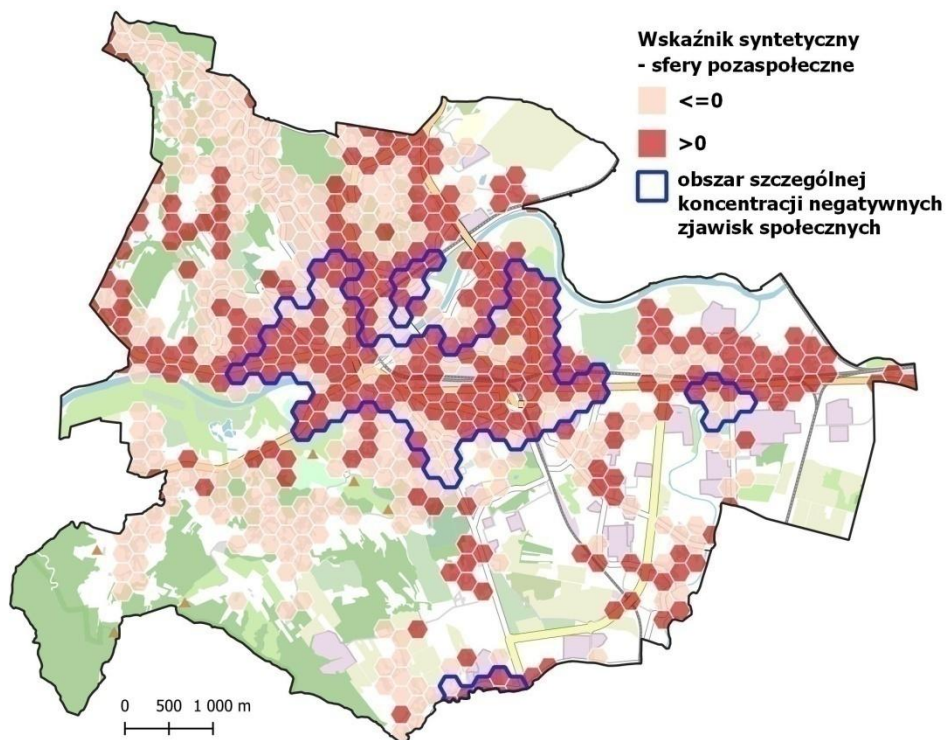 Wskaźnik syntetyczny
- sfery pozaspołeczne
<=0
>0
obszar szczególnej
koncentracji negatywnych
zjawisk społecznych
0 500 1 000 m